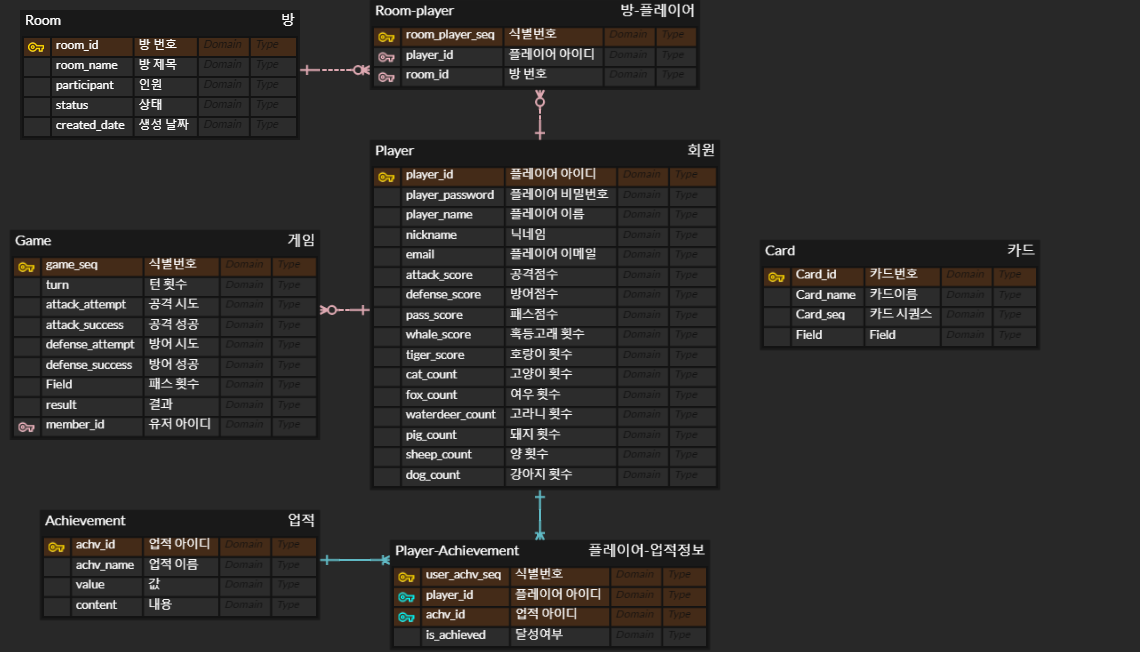 Room 방
room_id 방 번호 Domain Type
room_name 방 제목 Domain Type
participant 인원 Domain Type
status 상태 Domain Type
created_date 생성 날짜 Domain Type
Room-player 방-플레이어
room_player_seq 식별번호 Domain Type
player_id 플레이어 아이디 Domain Type
room_id 방 번호 Domain Type
Player 회원
player_id 플레이어 아이디 Domain Type
player_password 플레이어 비밀번호 Domain Type
player_name 플레이어 이름 Domain Type
nickname 닉네임 Domain Type
email 플레이어 이메일 Domain Type
attack_score 공격점수 Domain Type
defense_score 방어점수 Domain Type
pass_score 패스점수 Domain Type
whale_score 혹등고래 횟수 Domain Type
tiger_score 호랑이 횟수 Domain Type
cat_count 고양이 횟수 Domain Type
fox_count 여우 횟수 Domain Type
waterdeer_count 고라니 횟수 Domain Type
pig_count 돼지 횟수 Domain Type
sheep_count 양 횟수 Domain Type
dog_count 강아지 횟수 Domain Type
Game 게임
game_seq 식별번호 Domain Type
turn 턴 횟수 Domain Type
attack_attempt 공격 시도 Domain Type
attack_success 공격 성공 Domain Type
defense_attempt 방어 시도 Domain Type
defense_success 방어 성공 Domain Type
Field 패스 횟수 Domain Type
result 결과 Domain Type
member_id 유저 아이디 Domain Type
Card 카드
Card_id 카드번호 Domain Type
Card_name 카드이름 Domain Type
Card_seq 카드 시퀀스 Domain Type
Field Field Domain Type
Achievement 업적
achv_id 업적 아이디 Domain Type
achv_name 업적 이름 Domain Type
value 값 Domain Type
content 내용 Domain Type
Player-Achievement 플레이어-업적정보
user_achv_seq 식별번호 Domain Type
player_id 플레이어 아이디 Domain Type
achv_id 업적 아이디 Domain Type
is_achieved 달성여부 Domain Type